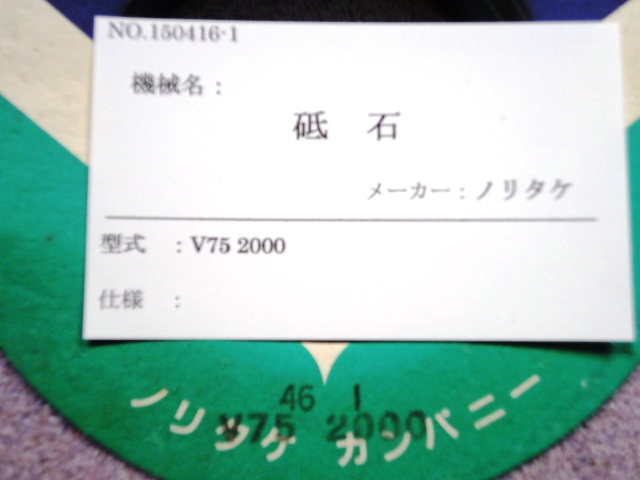 NO.150416-1
機械名：
砥 石
メーカー：ノリタケ
型式 ：V75 2000
仕様 ：
46 I
V75 2000
ノリタケ カンパニー